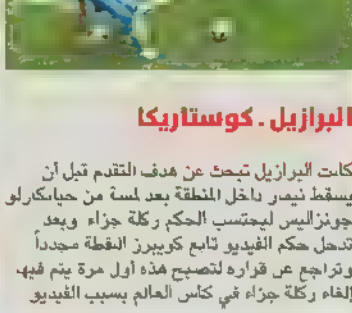 البرازيل . كوستاريكا
كانت البرازيل تبحث عن هدف التقدم قبل أن
يسقط نيمار داخل المنطقة بعد لمسة من جيانكارلو
جونزاليس ليحتسب الحكم ركلة جزاء وبعد
تدخل حكم الفيديو تابع كويبرز اللقطة مجدداً
وتراجع عن قراره لتصبح هذه أول مرة يتم فيها
إلغاء ركلة جزاء في كأس العالم بسبب الفيديو